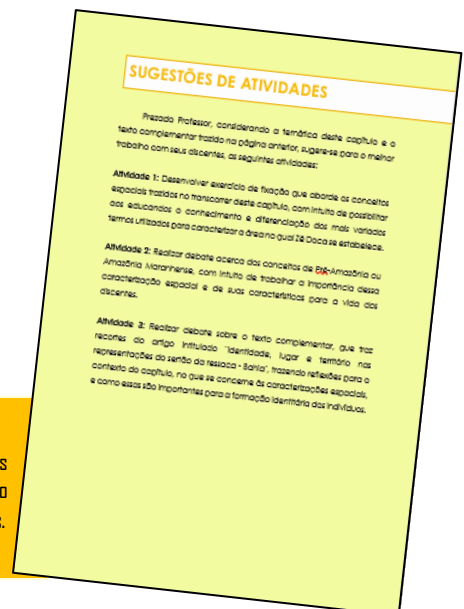 SUGESTÕES DE ATIVIDADES
Prezado Professor, considerando a temática deste capítulo e o
texto complementar trazido na página anterior, sugere-se para o melhor
trabalho com seus discentes, as seguintes atividades:
Atividade 1: Desenvolver exercício de fixação que aborde os conceitos
espaciais trazidos no transcorrer deste capítulo, com intuito de possibilitar
aos educandos o conhecimento e diferenciação dos mais variados
termos utilizados para caracterizar a área na qual Zé Doca se estabelece.
Atividade 2: Realizar debate acerca dos conceitos de Pré-Amazônia ou
Amazônia Maranhense, com intuito de trabalhar a importância dessa
caracterização espacial e de suas características para a vida dos
discentes.
Atividade 3: Realizar debate sobre o texto complementar, que traz
recortes do artigo intitulado "Identidade, lugar e território nas
representações do sertão da ressaca - Bahia", trazendo reflexões para o
contexto do capítulo, no que se concerne às caracterizações espaciais,
e como essas são importantes para a formação identitária dos indivíduos.